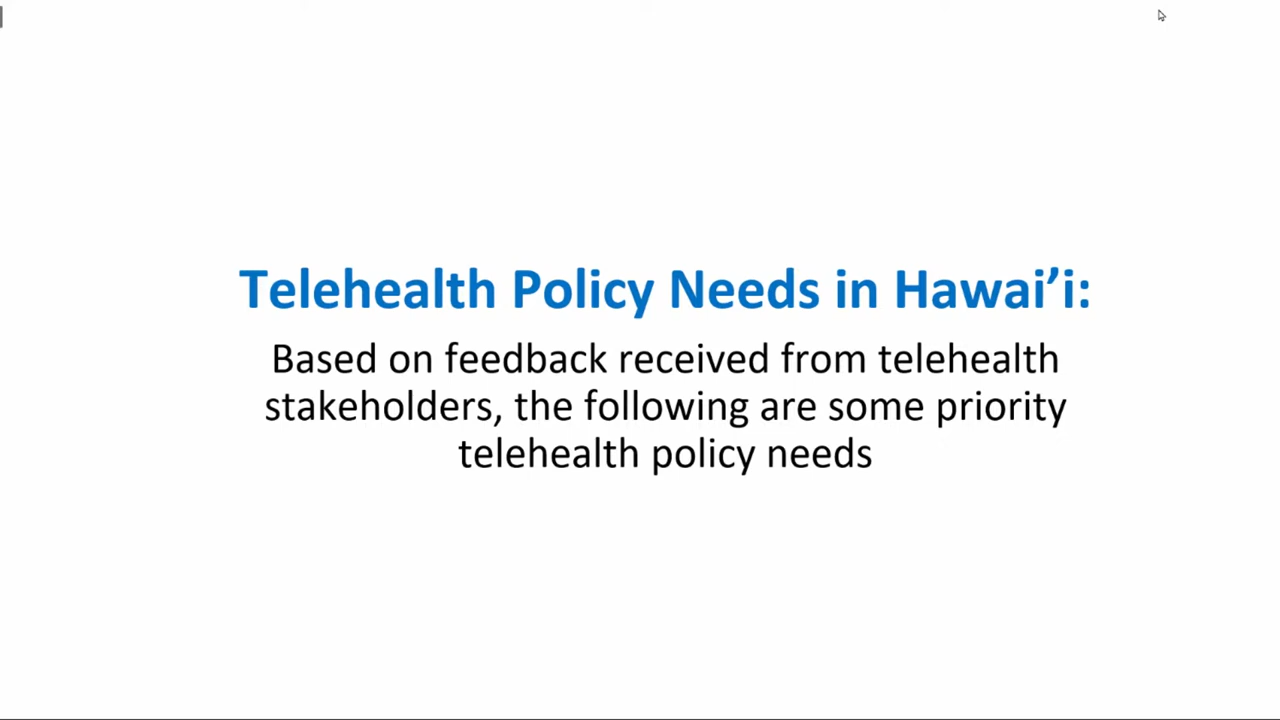 Telehealth Policy Needs in Hawai’i:
Based on feedback received from telehealth
stakeholders, the following are some priority
telehealth policy needs